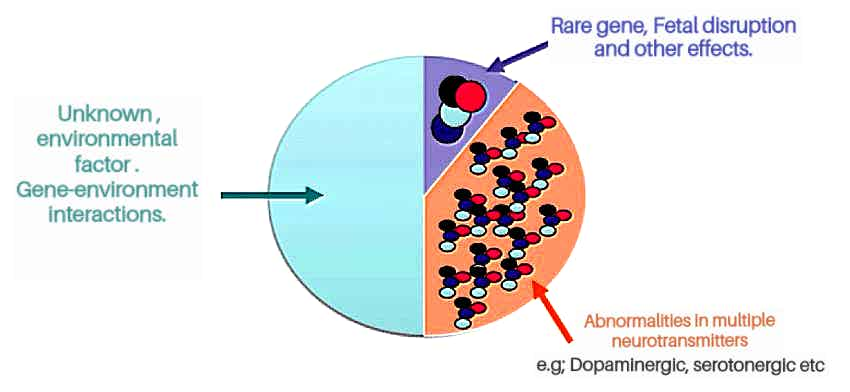 Rare gene, Fetal disruption
and other effects.
Unknown ,
environmental
factor .
Gene-environment
interactions.
Abnormalities in multiple
neurotransmitters
e.g; Dopaminergic, serotonergic etc